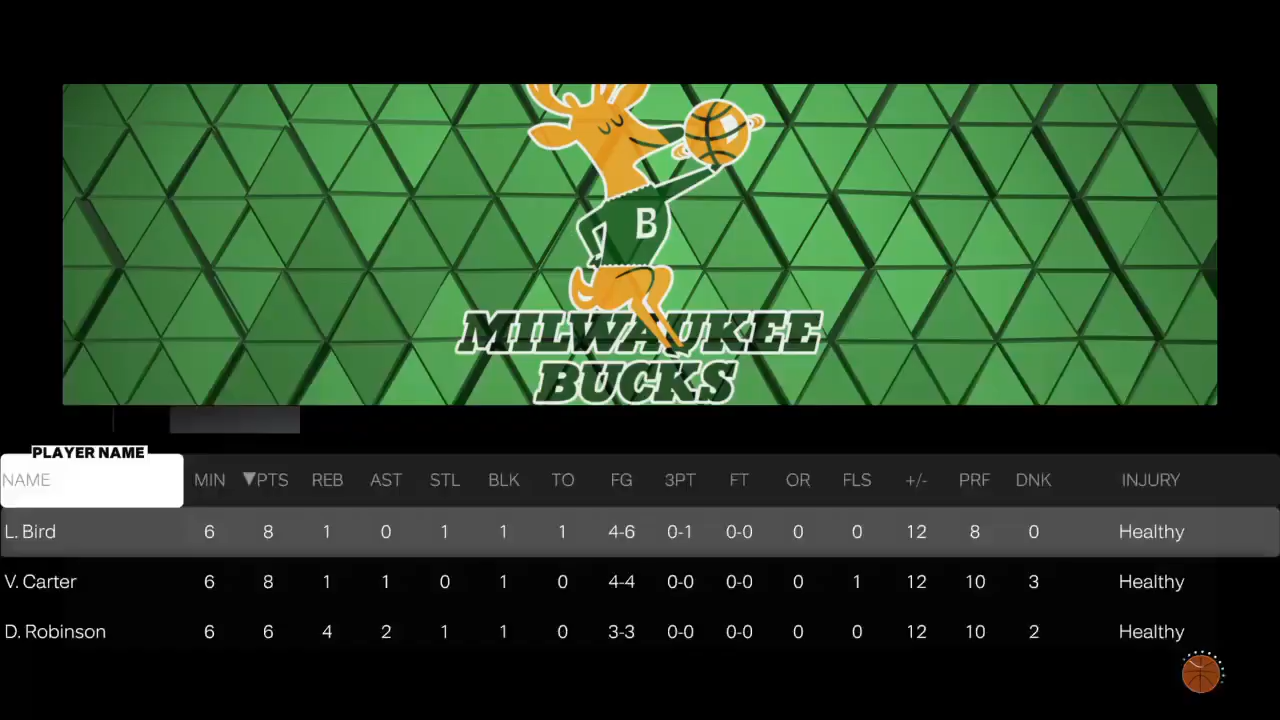 B
MILWAUKEE
BUCKS
PLAYER NAME
NAME MIN ▼PTS REB AST STL BLK TO FG 3PT FT OR FLS +/- PRF DNK INJURY
L. Bird 6 8 1 0 1 1 1 4-6 0-1 0-0 0 0 12 8 0 Healthy
V. Carter 6 8 1 1 0 1 0 4-4 0-0 0-0 0 1 12 10 3 Healthy
D. Robinson 6 6 4 2 1 1 0 3-3 0-0 0-0 0 0 12 10 2 Healthy